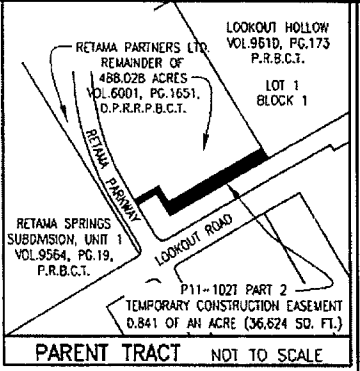 RETAMA PARTNERS LTD.
REMAINDER OF
488.028 ACRES
VOL.6001, PG.1651,
D.P.R.R.P.B.C.T.
LOOKOUT HOLLOW
VOL.9610, PG.173
P.R.B.C.T.
LOT 1
BLOCK 1
RETAMA PARKWAY
LOOKOUT ROAD
RETAMA SPRINGS
SUBDIVISION, UNIT 1
VOL.9564, PG.19,
P.R.B.C.T.
P11-102T PART 2
TEMPORARY CONSTRUCTION EASEMENT
0.841 OF AN ACRE (36,624 SQ. FT.)
PARENT TRACT NOT TO SCALE